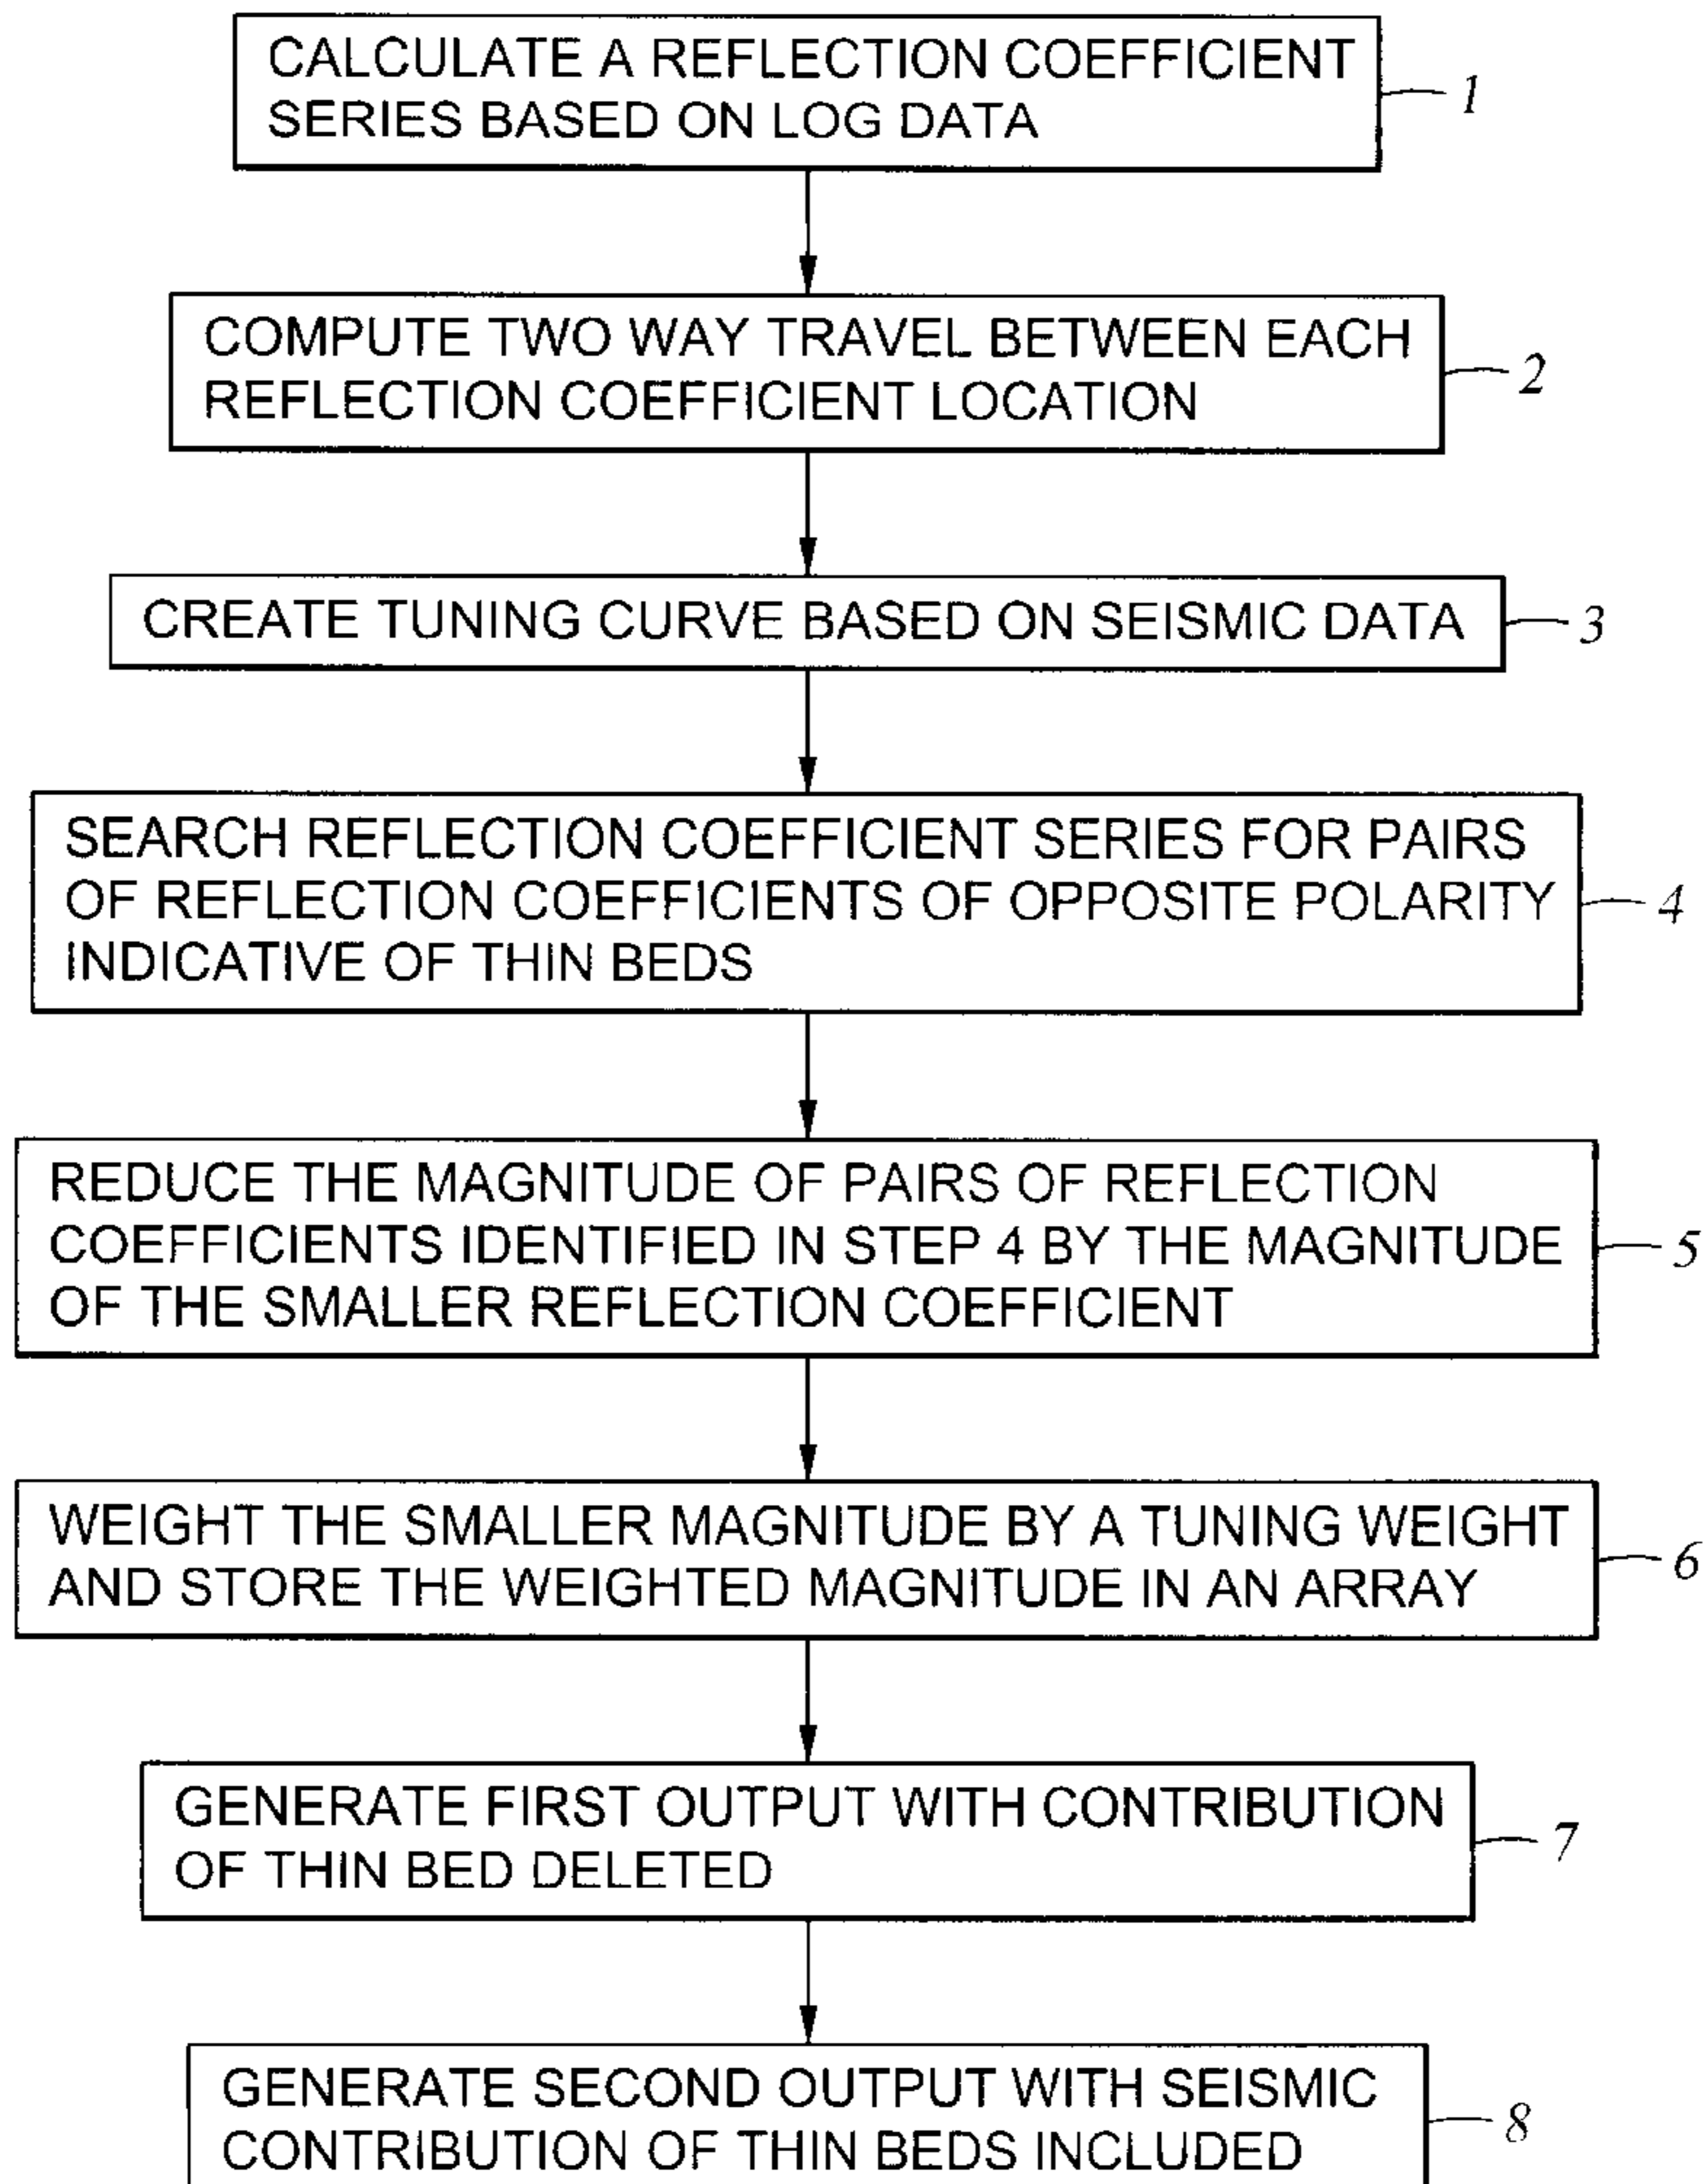 CALCULATE A REFLECTION COEFFICIENT
SERIES BASED ON LOG DATA
1
COMPUTE TWO WAY TRAVEL BETWEEN EACH
REFLECTION COEFFICIENT LOCATION
2
CREATE TUNING CURVE BASED ON SEISMIC DATA
3
SEARCH REFLECTION COEFFICIENT SERIES FOR PAIRS
OF REFLECTION COEFFICIENTS OF OPPOSITE POLARITY
INDICATIVE OF THIN BEDS
4
REDUCE THE MAGNITUDE OF PAIRS OF REFLECTION
COEFFICIENTS IDENTIFIED IN STEP 4 BY THE MAGNITUDE
OF THE SMALLER REFLECTION COEFFICIENT
5
WEIGHT THE SMALLER MAGNITUDE BY A TUNING WEIGHT
AND STORE THE WEIGHTED MAGNITUDE IN AN ARRAY
6
GENERATE FIRST OUTPUT WITH CONTRIBUTION
OF THIN BED DELETED
7
GENERATE SECOND OUTPUT WITH SEISMIC
CONTRIBUTION OF THIN BEDS INCLUDED
8